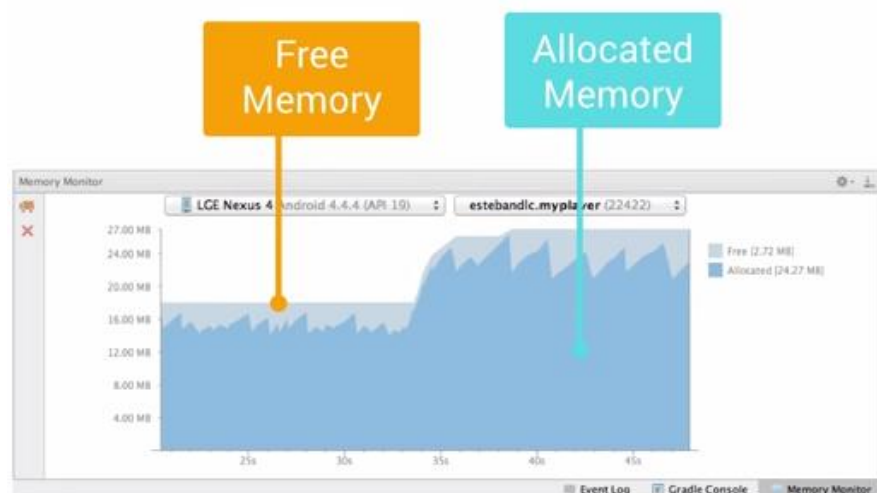 Free
Memory
Allocated
Memory
Memory Monitor
LGE Nexus 4 Android 4.4.4 (API 19)
estebandlc.myplayer (22422)
27.00 MB
24.00 MB
20.00 MB
16.00 MB
12.00 MB
8.00 MB
4.00 MB
Free [2.72 MB]
Allocated [24.27 MB]
25s
30s
35s
40s
45s
Event Log
Gradle Console
Memory Monitor